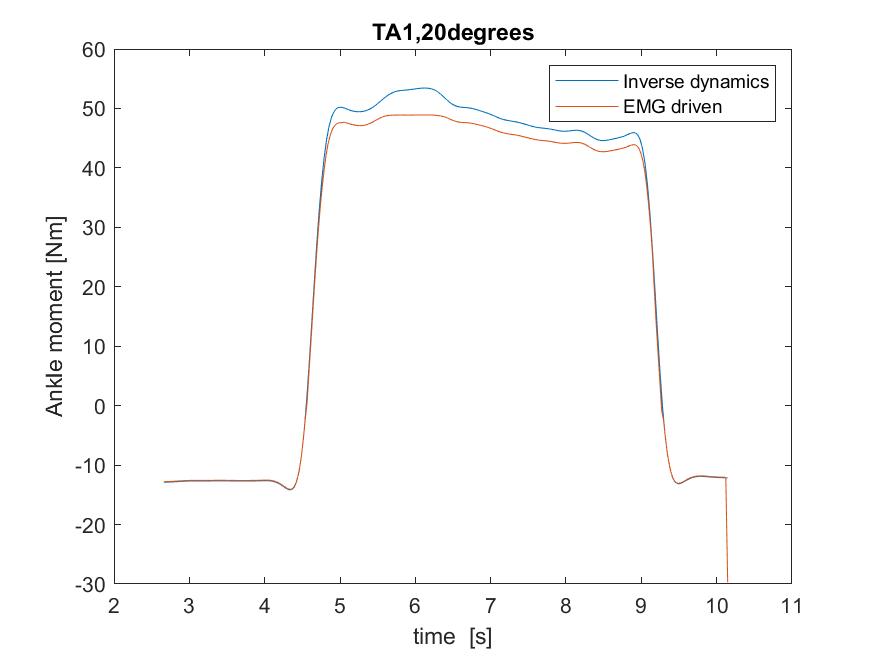 TA1,20degrees
60
50
40
30
20
10
0
-10
-20
-30
Ankle moment [Nm]
Inverse dynamics
EMG driven
2 3 4 5 6 7 8 9 10 11
time [s]